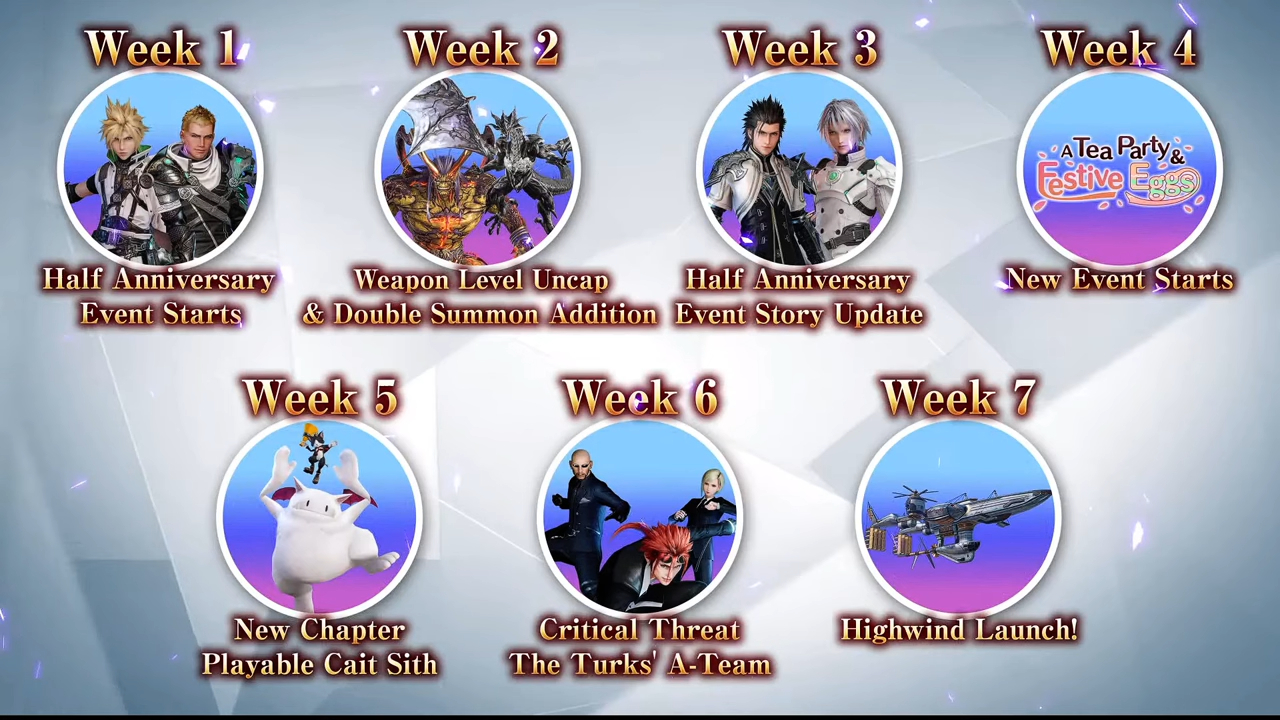 Week 1
Week 2
Week 3
Week 4
A Tea Party &
Festive Eggs
Half Anniversary
Event Starts
Weapon Level Uncap
& Double Summon Addition
Half Anniversary
Event Story Update
New Event Starts
Week 5
Week 6
Week 7
New Chapter
Playable Cait Sith
Critical Threat
The Turks' A-Team
Highwind Launch!